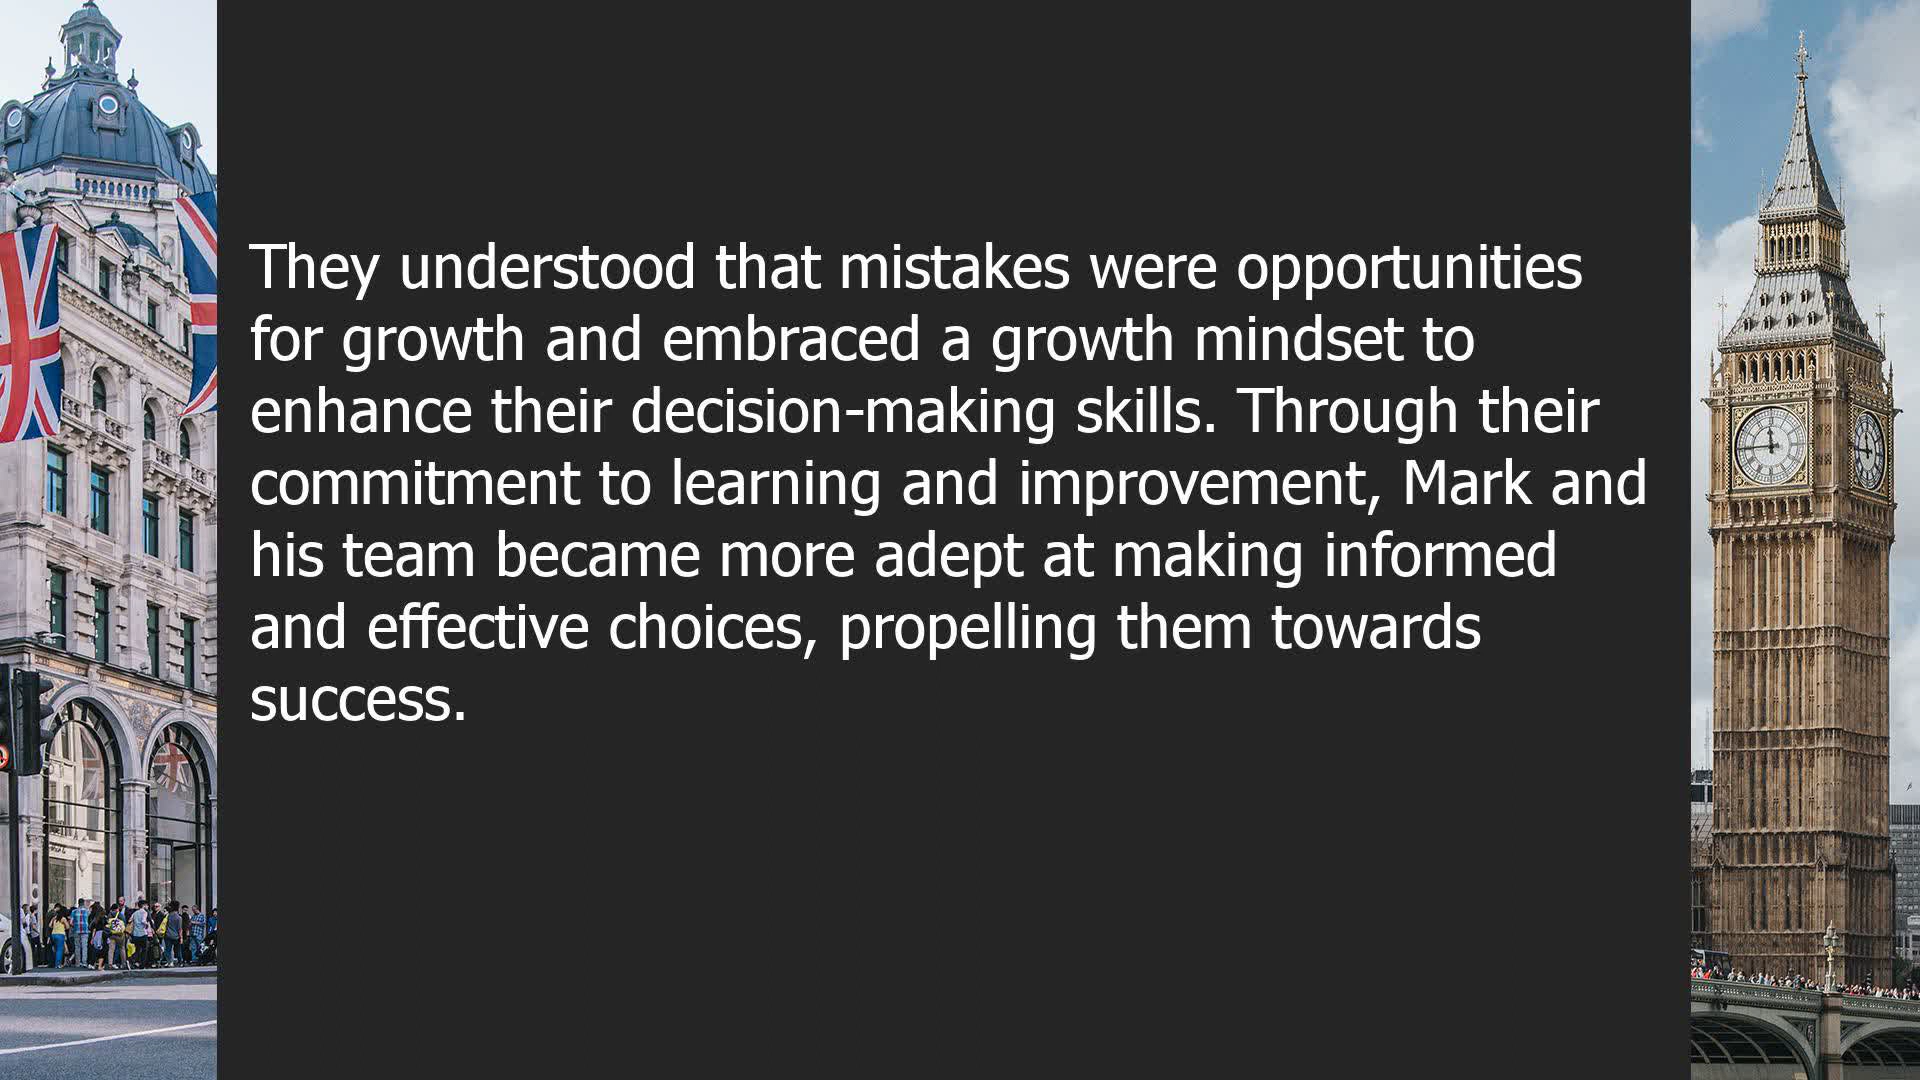 They understood that mistakes were opportunities
for growth and embraced a growth mindset to
enhance their decision-making skills. Through their
commitment to learning and improvement, Mark and
his team became more adept at making informed
and effective choices, propelling them towards
success.